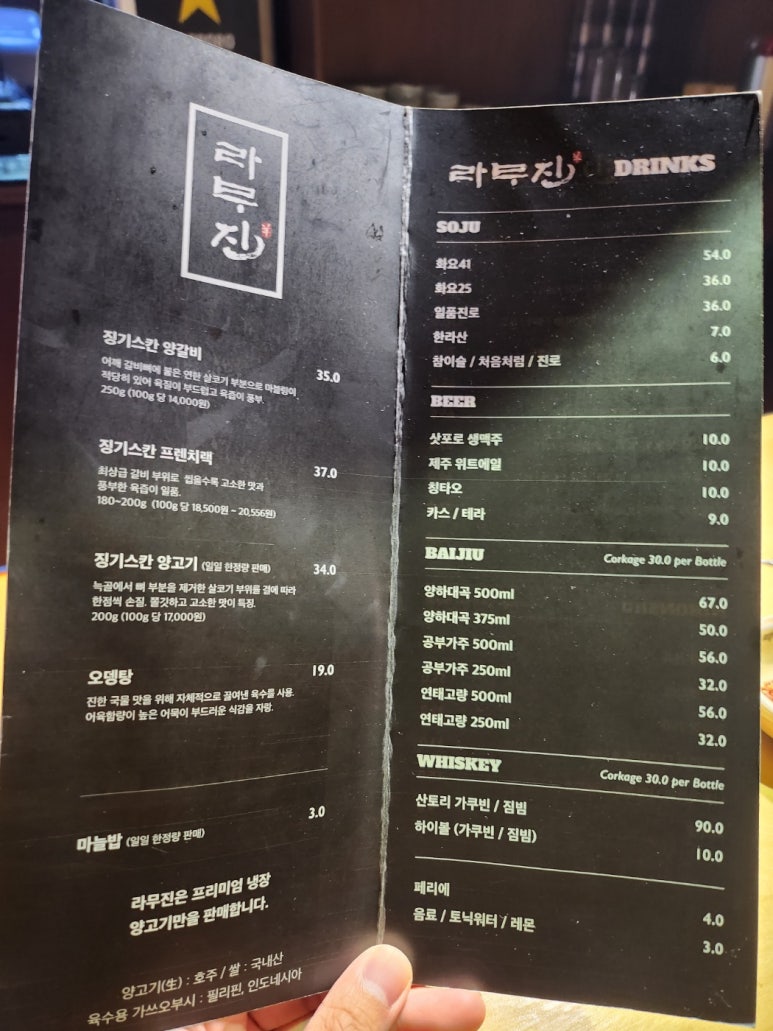 라
무
진
징기스칸 양갈비 35.0
어깨 갈비뼈에 붙은 연한 살코기 부분으로 마블링이
적당히 있어 육질이 부드럽고 육즙이 풍부.
250g (100g 당 14,000원)
징기스칸 프렌치랙 37.0
최상급 갈비 부위로 씹을수록 고소한 맛과
풍부한 육즙이 일품.
180~200g (100g 당 18,500원 ~ 20,556원)
징기스칸 양고기 (일일 한정량 판매) 34.0
늑골에서 뼈 부분을 제거한 살코기 부위를 결에 따라
한점씩 손질. 쫄깃하고 고소한 맛이 특징.
200g (100g 당 17,000원)
오뎅탕 19.0
진한 국물 맛을 위해 자체적으로 끓여낸 육수를 사용.
어육함량이 높은 어묵이 부드러운 식감을 자랑.
마늘밥 (일일 한정량 판매) 3.0
라무진은 프리미엄 냉장
양고기만을 판매합니다.
양고기(生) : 호주 / 쌀 : 국내산
육수용 가쓰오부시 : 필리핀, 인도네시아
라무진 DRINKS
SOJU
화요41 54.0
화요25 36.0
일품진로 36.0
한라산 7.0
참이슬 / 처음처럼 / 진로 6.0
BEER
삿포로 생맥주 10.0
제주 위트에일 10.0
칭타오 10.0
카스 / 테라 9.0
BAIJIU Corkage 30.0 per Bottle
양하대곡 500ml 67.0
양하대곡 375ml 50.0
공부가주 500ml 56.0
공부가주 250ml 32.0
연태고량 500ml 56.0
연태고량 250ml 32.0
WHISKEY Corkage 30.0 per Bottle
산토리 가쿠빈 / 짐빔 90.0
하이볼 (가쿠빈 / 짐빔) 10.0
페리에 4.0
음료 / 토닉워터 / 레몬 3.0